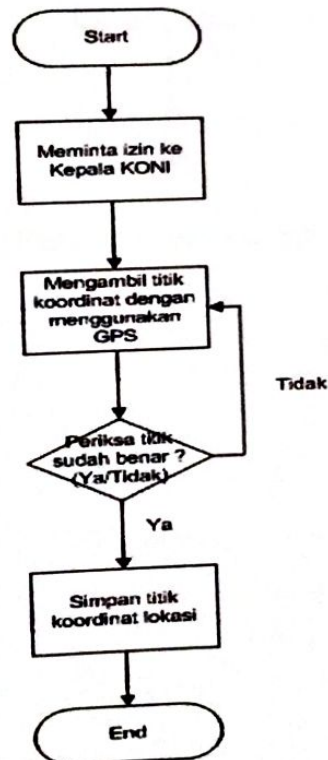 Start
Meminta izin ke
Kepala KONI
Mengambil titik
koordinat dengan
menggunakan
GPS
Tidak
Periksa titik
sudah benar ?
(Ya/Tidak)
Ya
Simpan titik
koordinat lokasi
End